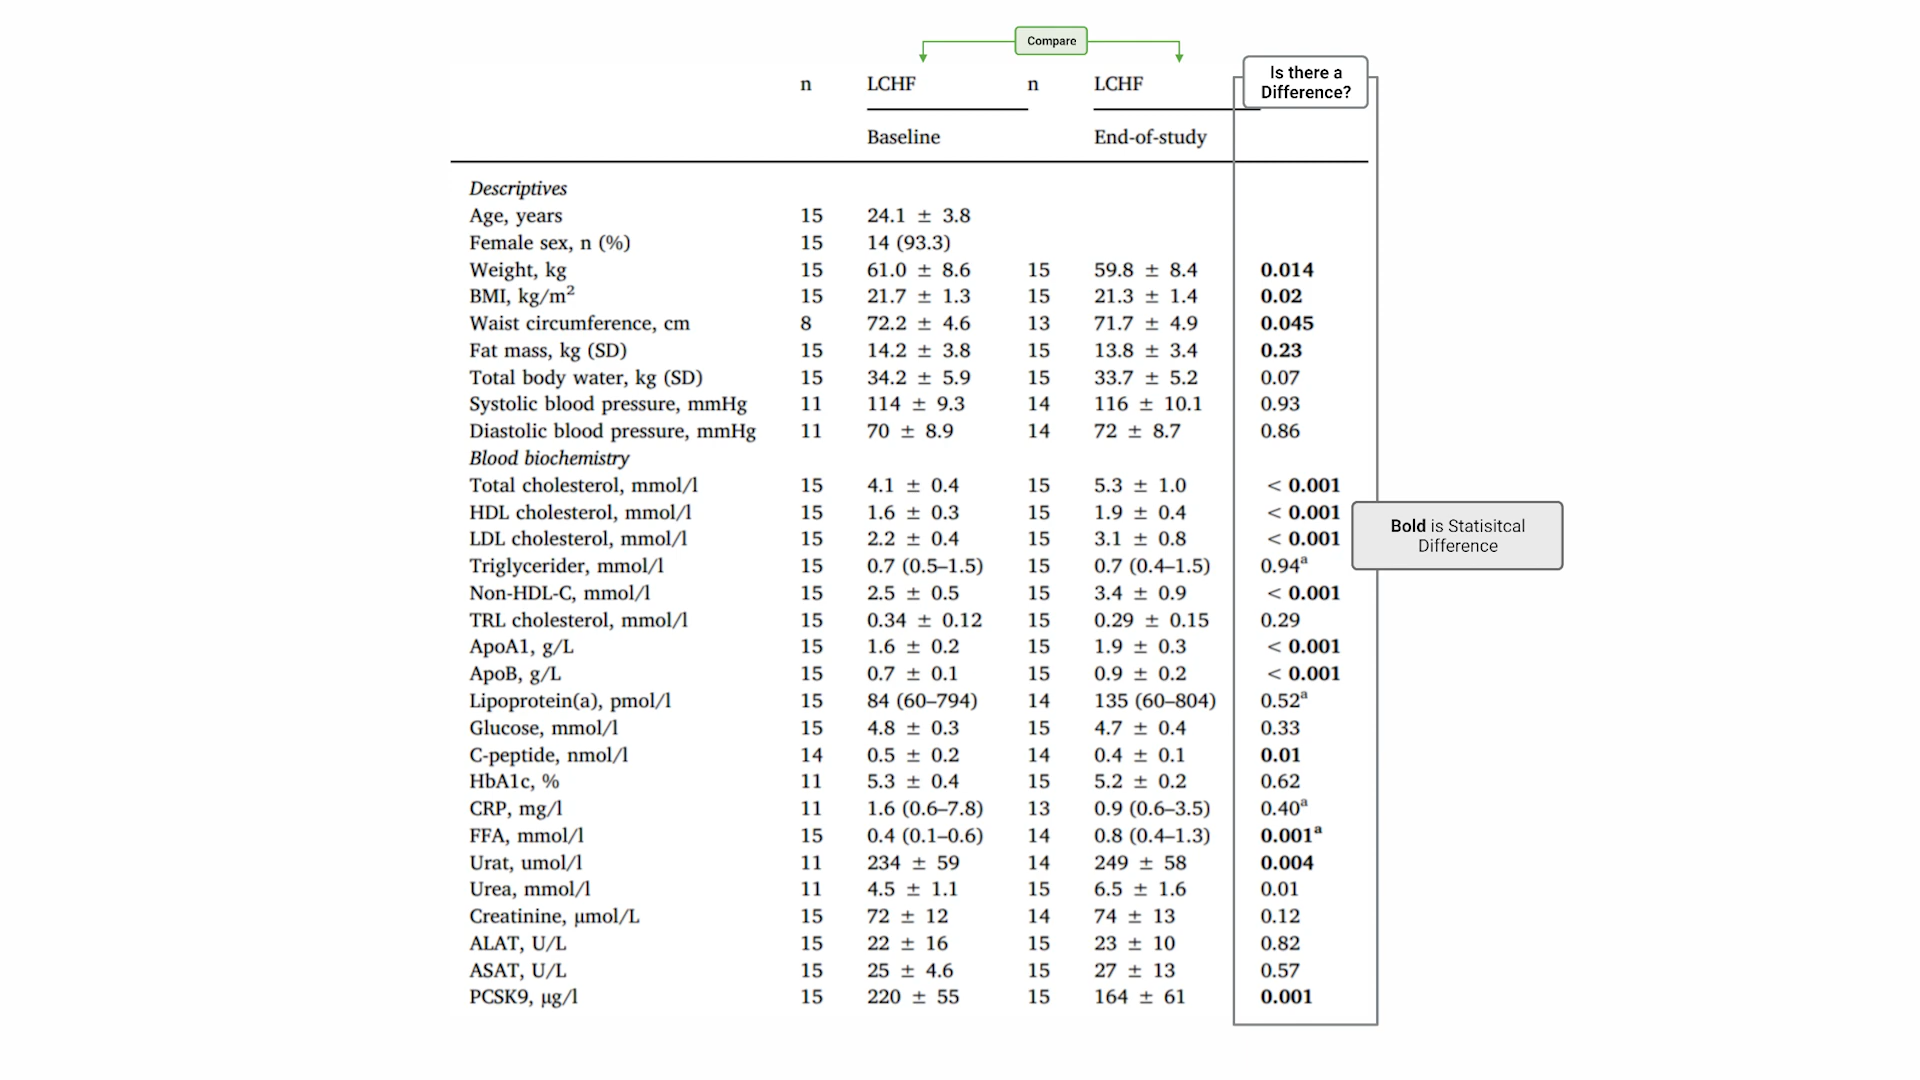 Compare
n LCHF n LCHF Is there a
Difference?
Baseline End-of-study
Descriptives
Age, years 15 24.1 ± 3.8
Female sex, n (%) 15 14 (93.3)
Weight, kg 15 61.0 ± 8.6 15 59.8 ± 8.4 0.014
BMI, kg/m² 15 21.7 ± 1.3 15 21.3 ± 1.4 0.02
Waist circumference, cm 8 72.2 ± 4.6 13 71.7 ± 4.9 0.045
Fat mass, kg (SD) 15 14.2 ± 3.8 15 13.8 ± 3.4 0.23
Total body water, kg (SD) 15 34.2 ± 5.9 15 33.7 ± 5.2 0.07
Systolic blood pressure, mmHg 11 114 ± 9.3 14 116 ± 10.1 0.93
Diastolic blood pressure, mmHg 11 70 ± 8.9 14 72 ± 8.7 0.86
Blood biochemistry
Total cholesterol, mmol/l 15 4.1 ± 0.4 15 5.3 ± 1.0 < 0.001
HDL cholesterol, mmol/l 15 1.6 ± 0.3 15 1.9 ± 0.4 < 0.001
LDL cholesterol, mmol/l 15 2.2 ± 0.4 15 3.1 ± 0.8 < 0.001
Triglycerider, mmol/l 15 0.7 (0.5–1.5) 15 0.7 (0.4–1.5) 0.94ᵃ
Non-HDL-C, mmol/l 15 2.5 ± 0.5 15 3.4 ± 0.9 < 0.001
TRL cholesterol, mmol/l 15 0.34 ± 0.12 15 0.29 ± 0.15 0.29
ApoA1, g/L 15 1.6 ± 0.2 15 1.9 ± 0.3 < 0.001
ApoB, g/L 15 0.7 ± 0.1 15 0.9 ± 0.2 < 0.001
Lipoprotein(a), pmol/l 15 84 (60–794) 14 135 (60–804) 0.52ᵃ
Glucose, mmol/l 15 4.8 ± 0.3 15 4.7 ± 0.4 0.33
C-peptide, nmol/l 14 0.5 ± 0.2 14 0.4 ± 0.1 0.01
HbA1c, % 11 5.3 ± 0.4 15 5.2 ± 0.2 0.62
CRP, mg/l 11 1.6 (0.6–7.8) 13 0.9 (0.6–3.5) 0.40ᵃ
FFA, mmol/l 15 0.4 (0.1–0.6) 14 0.8 (0.4–1.3) 0.001ᵃ
Urat, umol/l 11 234 ± 59 14 249 ± 58 0.004
Urea, mmol/l 11 4.5 ± 1.1 15 6.5 ± 1.6 0.01
Creatinine, µmol/L 15 72 ± 12 14 74 ± 13 0.12
ALAT, U/L 15 22 ± 16 15 23 ± 10 0.82
ASAT, U/L 15 25 ± 4.6 15 27 ± 13 0.57
PCSK9, µg/l 15 220 ± 55 15 164 ± 61 0.001
Bold is Statisitcal
Difference